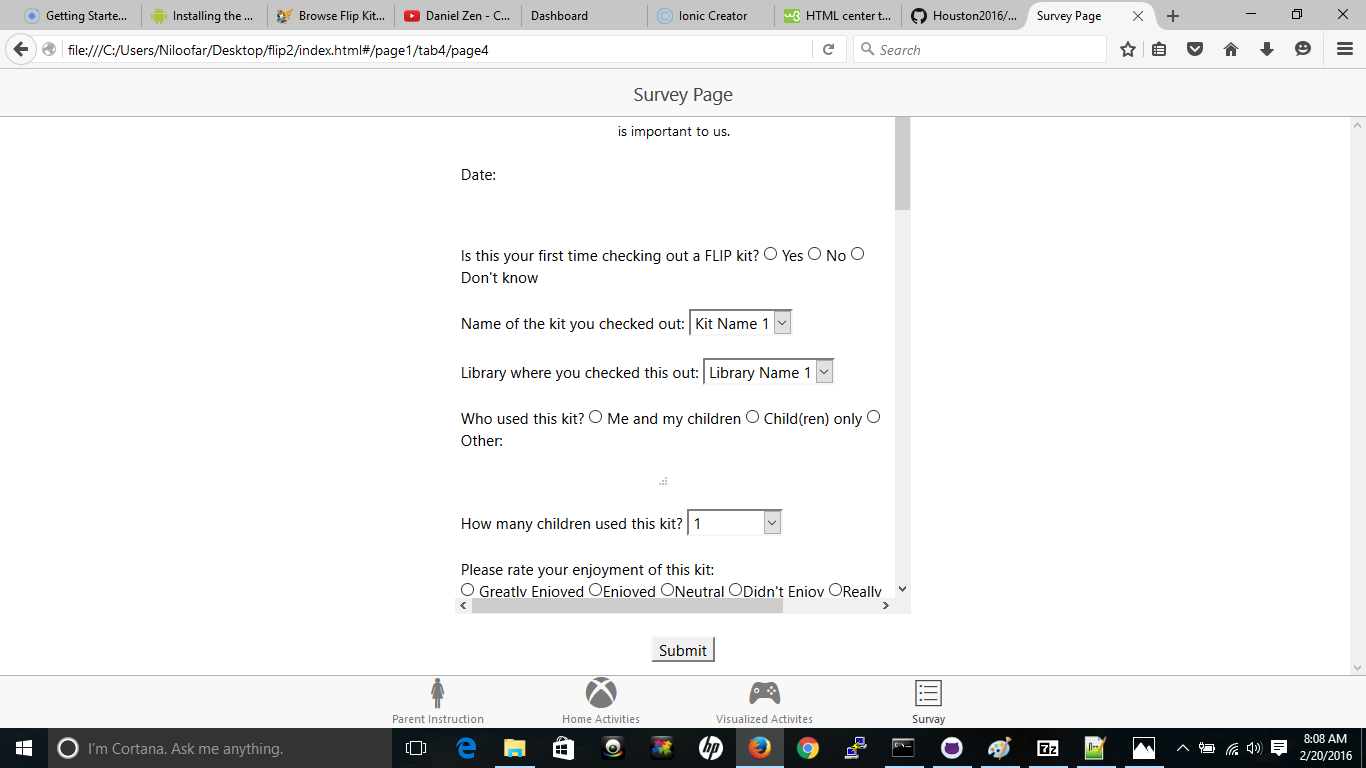 Getting Starte...
Installing the ...
Browse Flip Kit...
Daniel Zen - C...
Dashboard
Ionic Creator
HTML center t...
Houston2016/...
Survey Page
file:///C:/Users/Niloofar/Desktop/flip2/index.html#/page1/tab4/page4
Search
Survey Page
is important to us.
Date:
Is this your first time checking out a FLIP kit? Yes No
Don't know
Name of the kit you checked out: Kit Name 1
Library where you checked this out: Library Name 1
Who used this kit? Me and my children Child(ren) only
Other:
How many children used this kit? 1
Please rate your enjoyment of this kit:
Greatly Enjoyed Enjoyed Neutral Didn't Enjoy Really
Submit
Parent Instruction
Home Activities
Visualized Activites
Survay
I'm Cortana. Ask me anything.
8:08 AM
2/20/2016